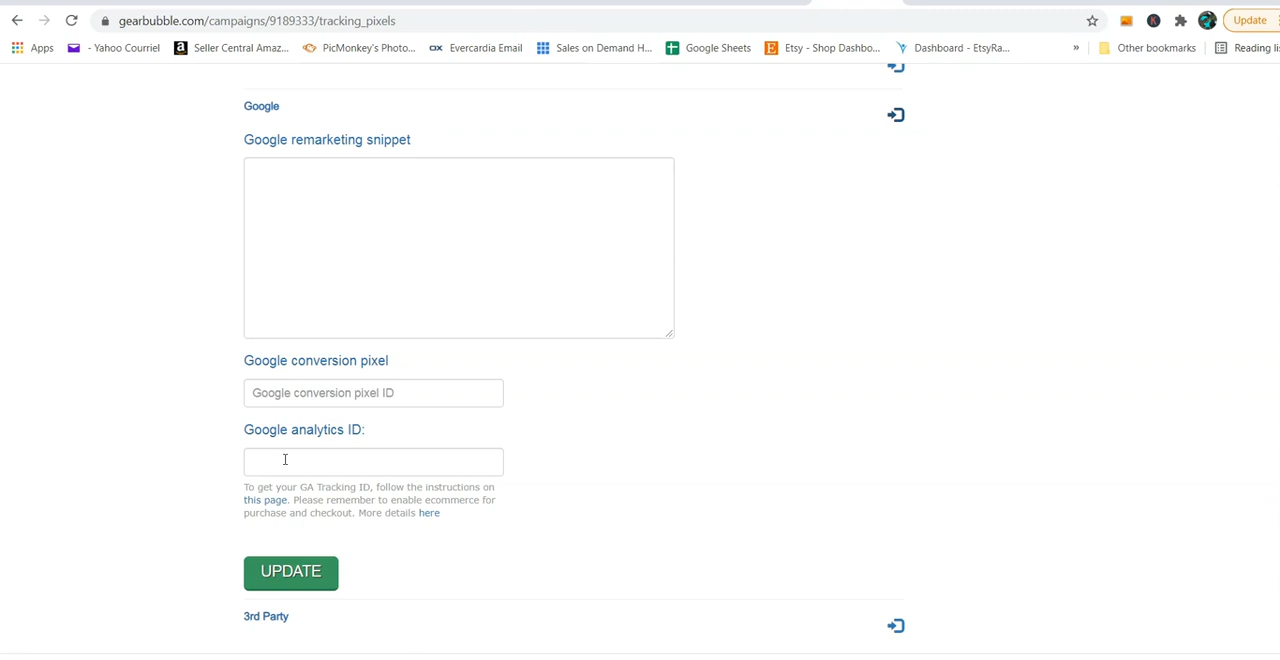 gearbubble.com/campaigns/9189333/tracking_pixels
Update
Apps
- Yahoo Courriel
Seller Central Amaz...
PicMonkey's Photo...
Evercardia Email
Sales on Demand H...
Google Sheets
Etsy - Shop Dashbo...
Dashboard - EtsyRa...
»
Other bookmarks
Reading li
Google
Google remarketing snippet
Google conversion pixel
Google conversion pixel ID
Google analytics ID:
To get your GA Tracking ID, follow the instructions on
this page. Please remember to enable ecommerce for
purchase and checkout. More details here
UPDATE
3rd Party